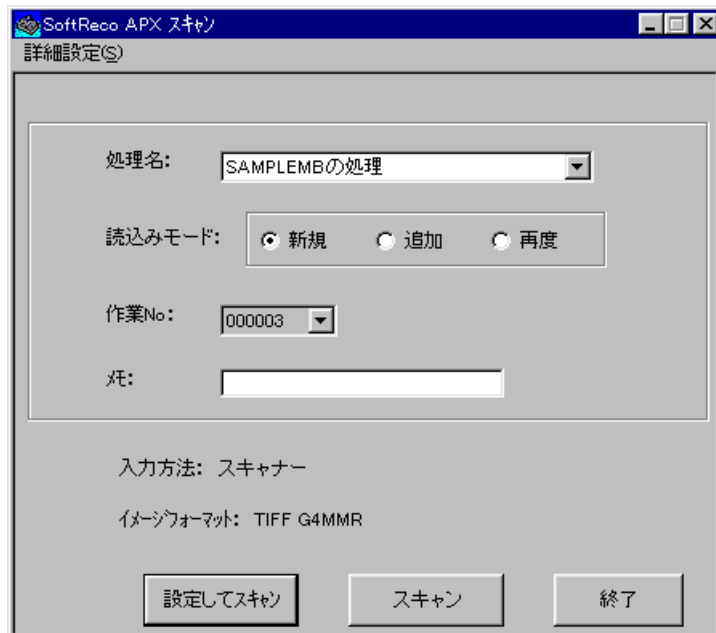 SoftReco APX ｽｷｬﾝ
詳細設定(S)
処理名: SAMPLEMBの処理
読込みモード: 新規 追加 再度
作業No: 000003
ﾒﾓ:
入力方法: スキャナー
ｲﾒｰｼﾞﾌｫｰﾏｯﾄ: TIFF G4MMR
設定してｽｷｬﾝ スキャン 終了